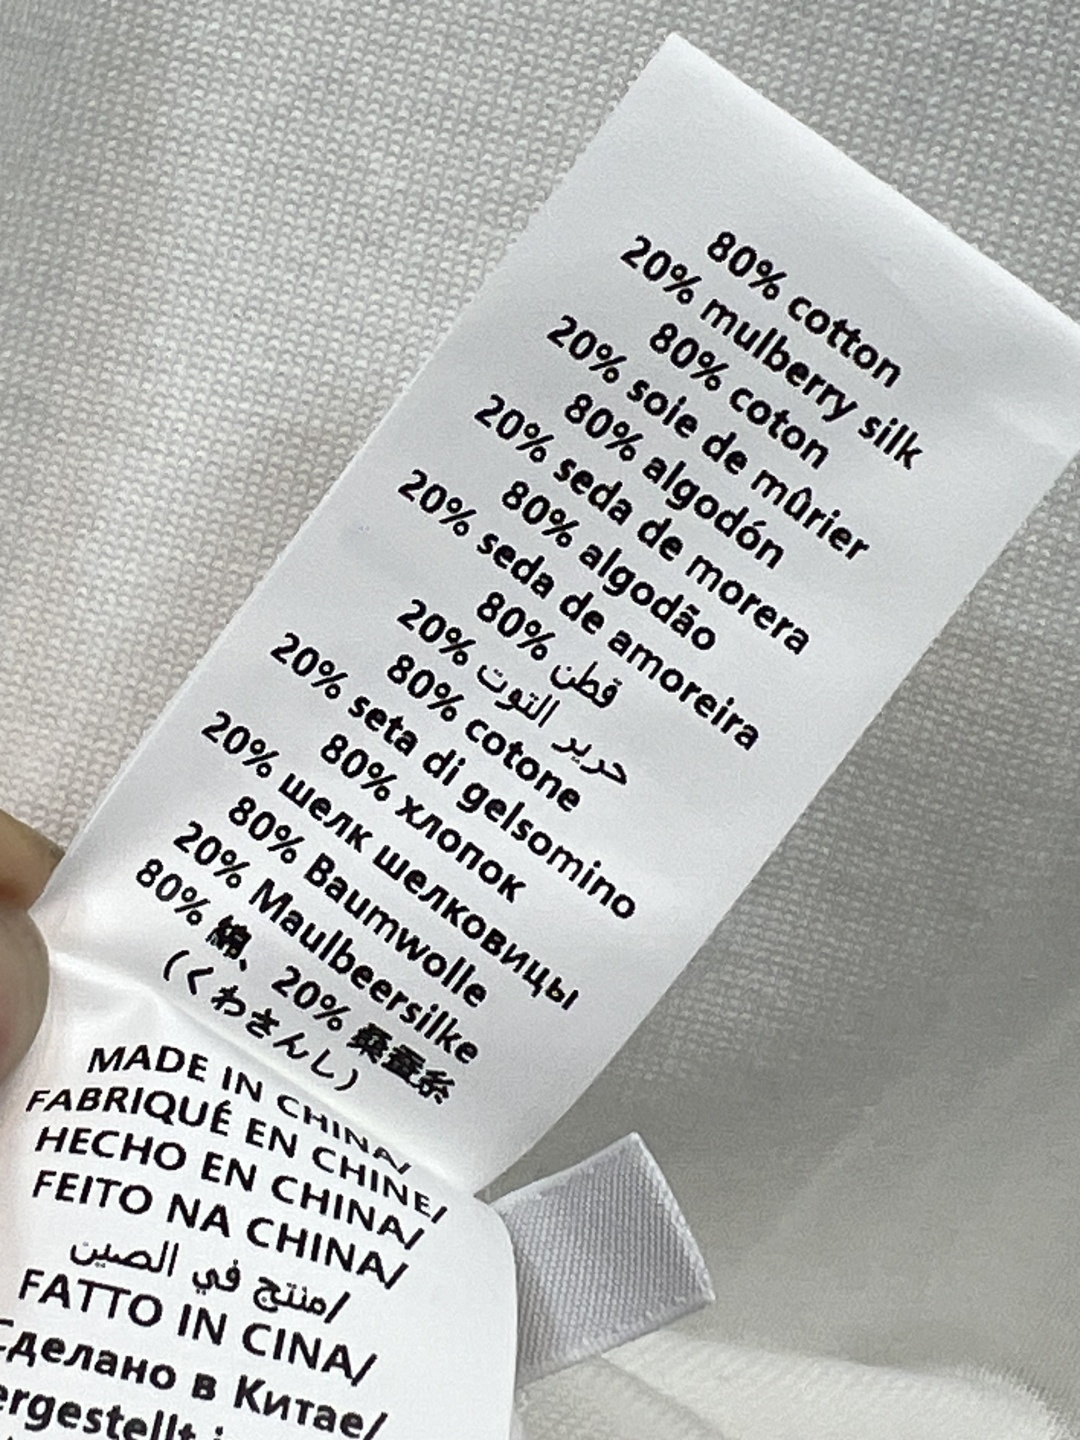 80% cotton
20% mulberry silk
80% coton
20% soie de mûrier
80% algodón
20% seda de morera
80% algodão
20% seda de amoreira
80% قطن
20% حرير التوت
80% cotone
20% seta di gelsomino
80% хлопок
20% шелк шелковицы
80% Baumwolle
20% Maulbeersilke
80% 綿、20% 桑蚕糸
(くわさんし)
MADE IN CHINA/
FABRIQUÉ EN CHINE/
HECHO EN CHINA/
FEITO NA CHINA/
منتج في الصين/
FATTO IN CINA/
Сделано в Китае/
ergestellt i